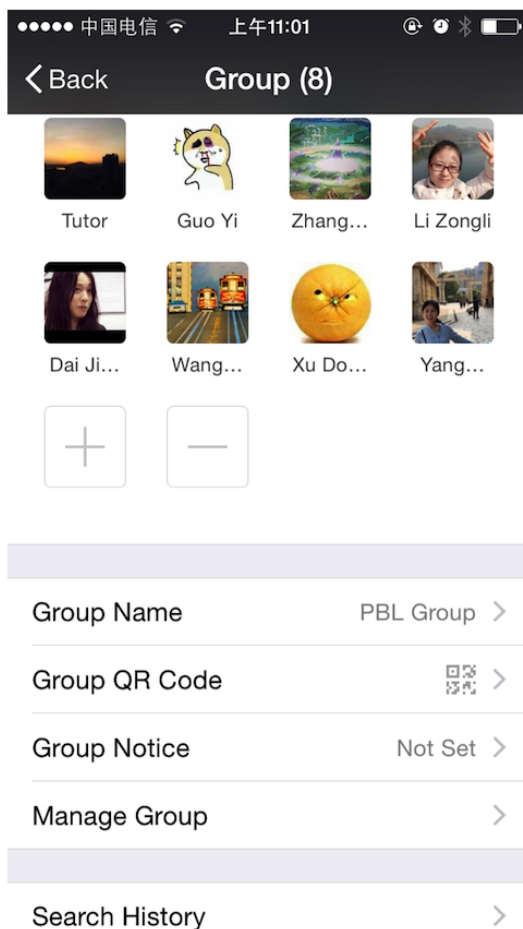 中国电信 上午11:01
Back Group (8)
Tutor Guo Yi Zhang... Li Zongli
Dai Ji... Wang... Xu Do... Yang...
Group Name PBL Group
Group QR Code
Group Notice Not Set
Manage Group
Search History